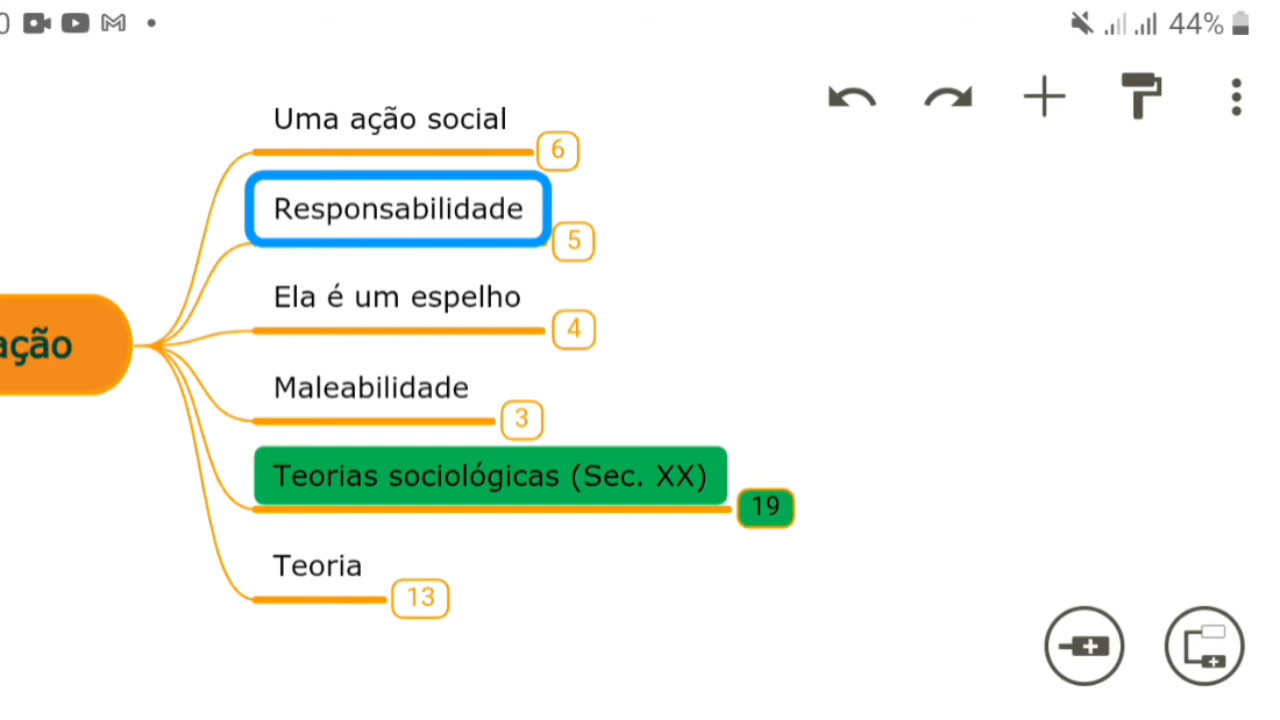 44%
Uma ação social
6
Responsabilidade
5
Ela é um espelho
4
ação
Maleabilidade
3
Teorias sociológicas (Sec. XX)
19
Teoria
13